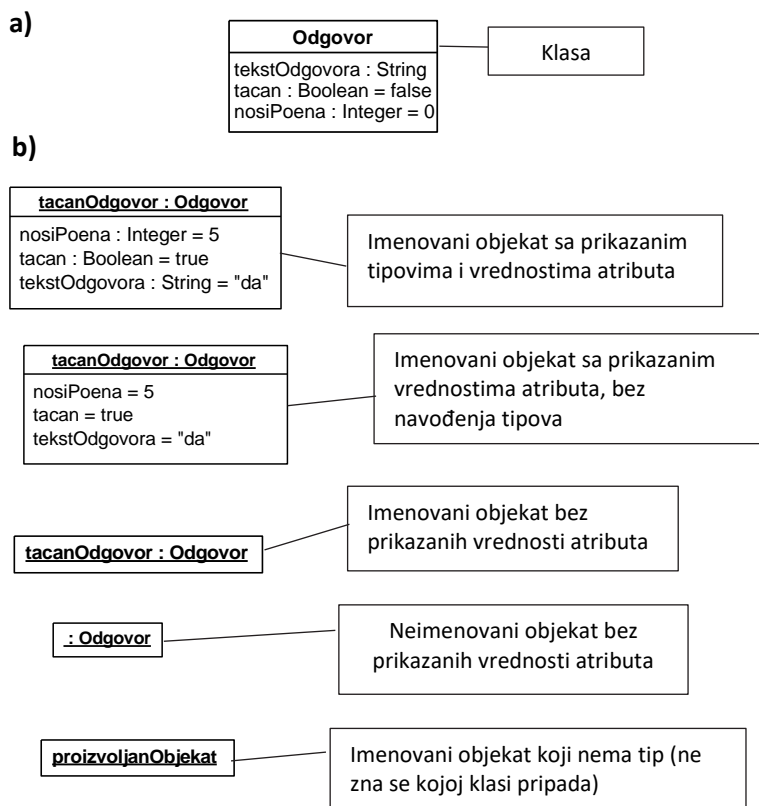 a)
Odgovor
tekstOdgovora : String
tacan : Boolean = false
nosiPoena : Integer = 0
Klasa
b)
tacanOdgovor : Odgovor
nosiPoena : Integer = 5
tacan : Boolean = true
tekstOdgovora : String = "da"
Imenovani objekat sa prikazanim
tipovima i vrednostima atributa
tacanOdgovor : Odgovor
nosiPoena = 5
tacan = true
tekstOdgovora = "da"
Imenovani objekat sa prikazanim
vrednostima atributa, bez
navođenja tipova
tacanOdgovor : Odgovor
Imenovani objekat bez
prikazanih vrednosti atributa
: Odgovor
Neimenovani objekat bez
prikazanih vrednosti atributa
proizvoljanObjekat
Imenovani objekat koji nema tip (ne
zna se kojoj klasi pripada)